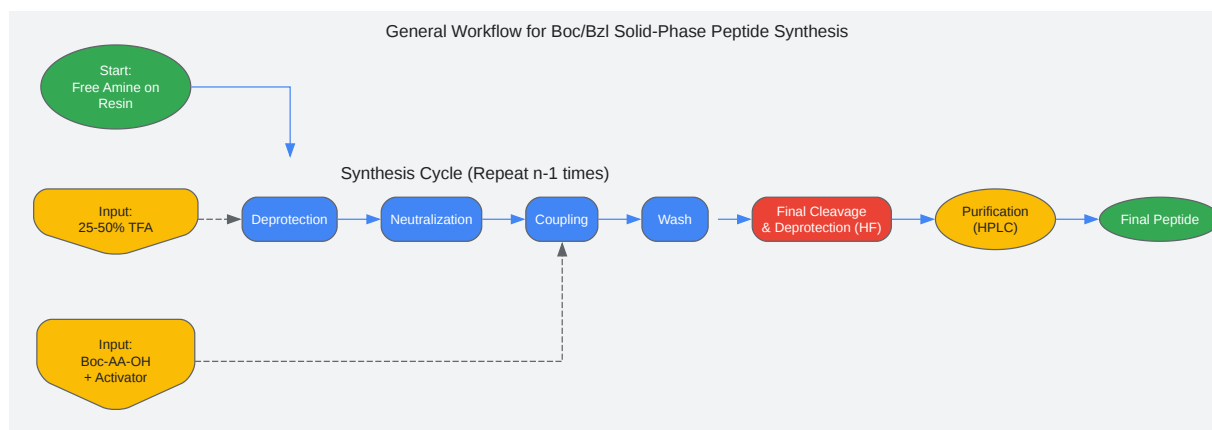 General Workflow for Boc/Bzl Solid-Phase Peptide Synthesis
Start:
Free Amine on
Resin
Synthesis Cycle (Repeat n-1 times)
Input:
25-50% TFA
Deprotection
Neutralization
Coupling
Wash
Final Cleavage
& Deprotection (HF)
Purification
(HPLC)
Final Peptide
Input:
Boc-AA-OH
+ Activator